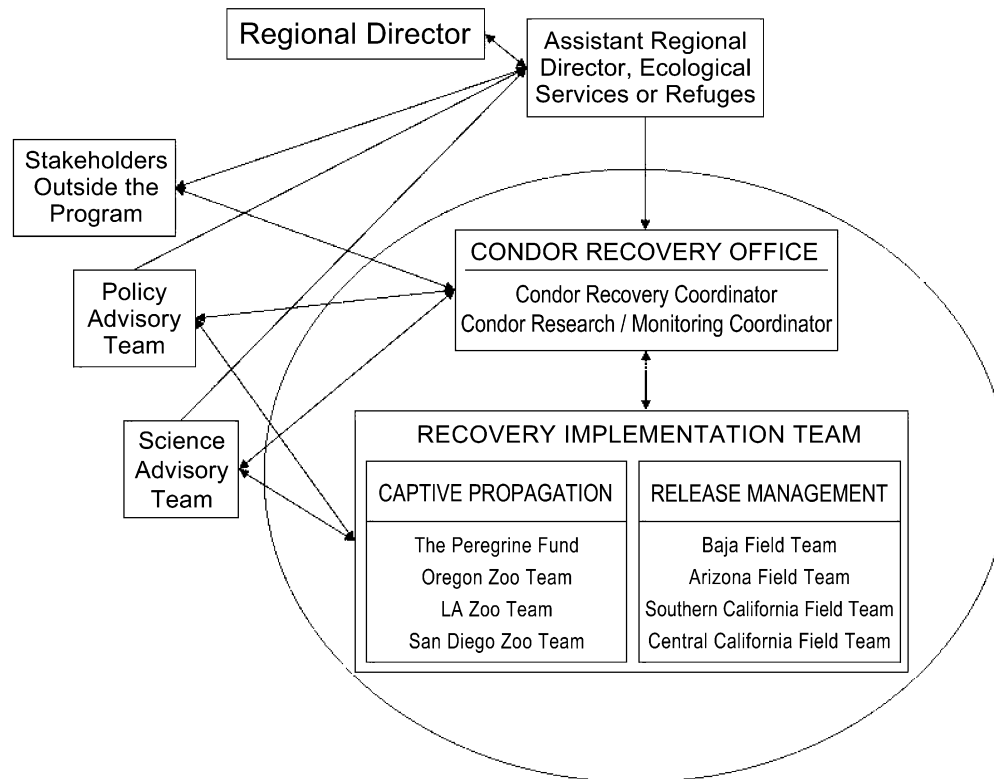 Regional Director
Assistant Regional
Director, Ecological
Services or Refuges
Stakeholders
Outside the
Program
CONDOR RECOVERY OFFICE
Condor Recovery Coordinator
Condor Research / Monitoring Coordinator
Policy
Advisory
Team
Science
Advisory
Team
RECOVERY IMPLEMENTATION TEAM
CAPTIVE PROPAGATION
The Peregrine Fund
Oregon Zoo Team
LA Zoo Team
San Diego Zoo Team
RELEASE MANAGEMENT
Baja Field Team
Arizona Field Team
Southern California Field Team
Central California Field Team